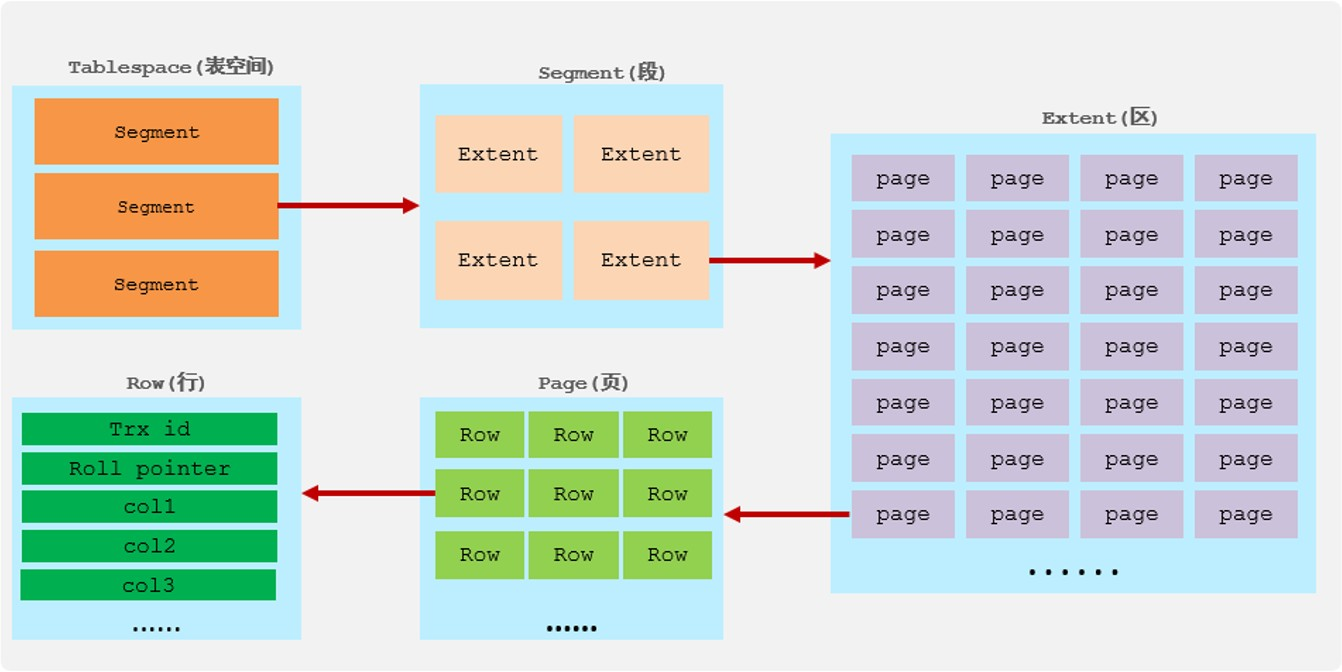 Tablespace(表空间)
Segment
Segment
Segment
Segment(段)
Extent Extent
Extent Extent
Extent(区)
page page page page
page page page page
page page page page
page page page page
page page page page
page page page page
page page page page
......
Page(页)
Row Row Row
Row Row Row
Row Row Row
......
Row(行)
Trx id
Roll pointer
col1
col2
col3
......